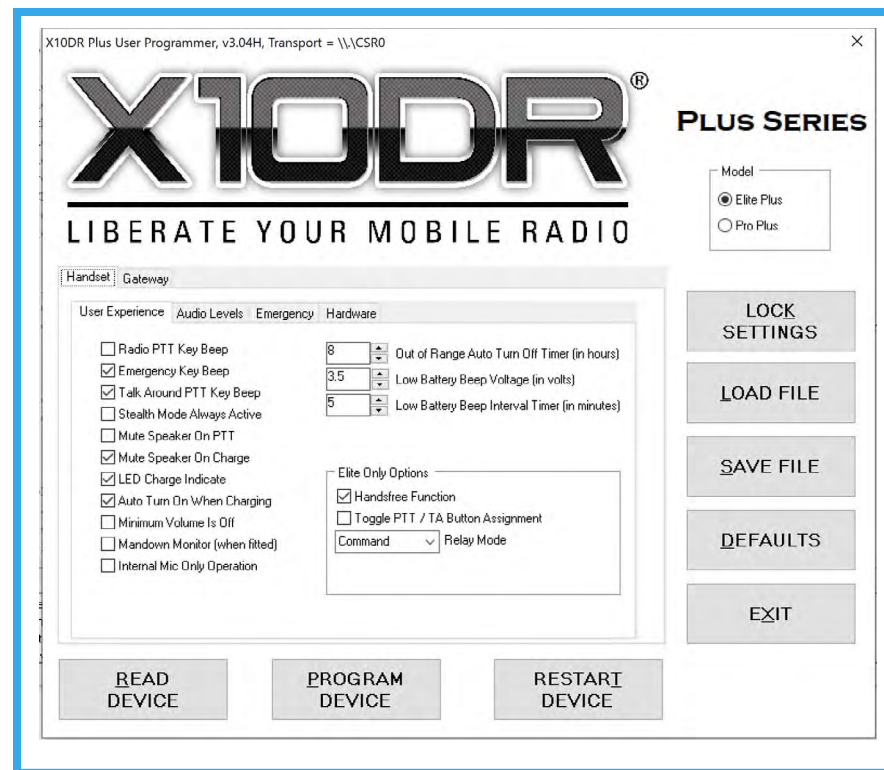 X10DR Plus User Programmer, v3.04H, Transport = \\.\CSR0
X10DR®
LIBERATE YOUR MOBILE RADIO
PLUS SERIES
Model
Elite Plus
Pro Plus
Handset Gateway
User Experience Audio Levels Emergency Hardware
Radio PTT Key Beep
Emergency Key Beep
Talk Around PTT Key Beep
Stealth Mode Always Active
Mute Speaker On PTT
Mute Speaker On Charge
LED Charge Indicate
Auto Turn On When Charging
Minimum Volume Is Off
Mandown Monitor (when fitted)
Internal Mic Only Operation
8 Out of Range Auto Turn Off Timer (in hours)
3.5 Low Battery Beep Voltage (in volts)
5 Low Battery Beep Interval Timer (in minutes)
Elite Only Options
Handsfree Function
Toggle PTT / TA Button Assignment
Command Relay Mode
LOCK
SETTINGS
LOAD FILE
SAVE FILE
DEFAULTS
EXIT
READ
DEVICE
PROGRAM
DEVICE
RESTART
DEVICE